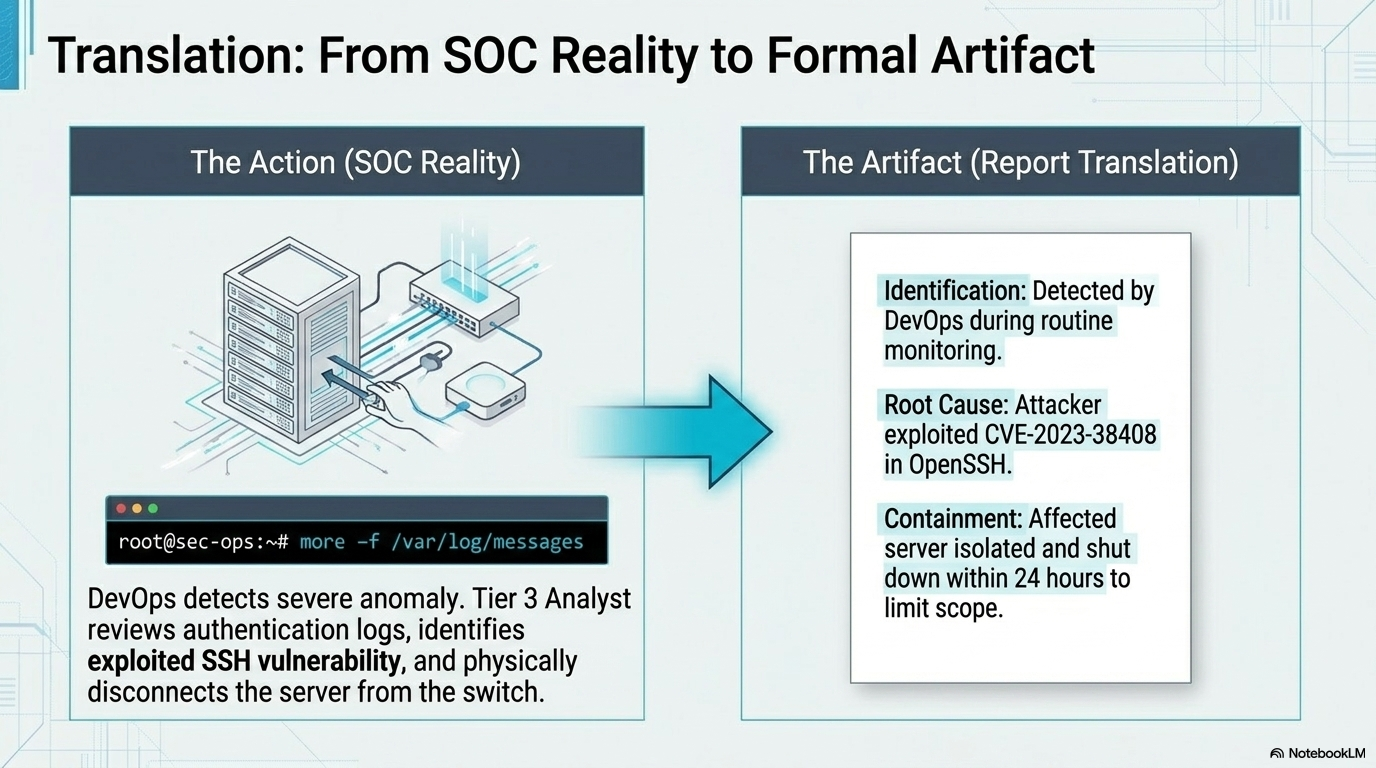 Translation: From SOC Reality to Formal Artifact
The Action (SOC Reality)
root@sec-ops:~# more –f /var/log/messages
DevOps detects severe anomaly. Tier 3 Analyst
reviews authentication logs, identifies
exploited SSH vulnerability, and physically
disconnects the server from the switch.
The Artifact (Report Translation)
Identification: Detected by
DevOps during routine
monitoring.
Root Cause: Attacker
exploited CVE-2023-38408
in OpenSSH.
Containment: Affected
server isolated and shut
down within 24 hours to
limit scope.
NotebookLM